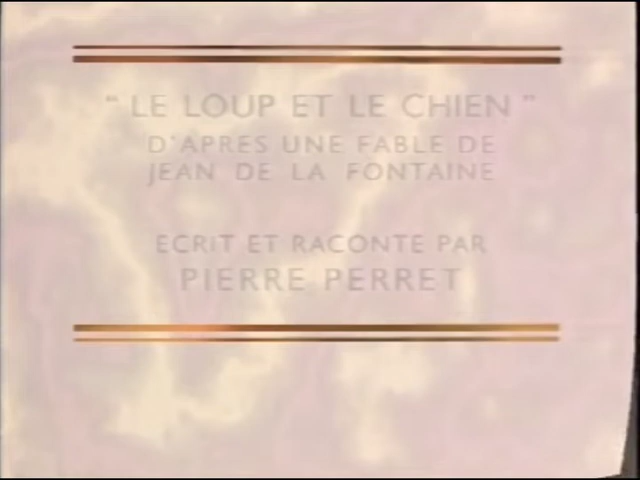 " LE LOUP ET LE CHIEN "
D'APRES UNE FABLE DE
JEAN DE LA FONTAINE
ECRIT ET RACONTE PAR
PIERRE PERRET